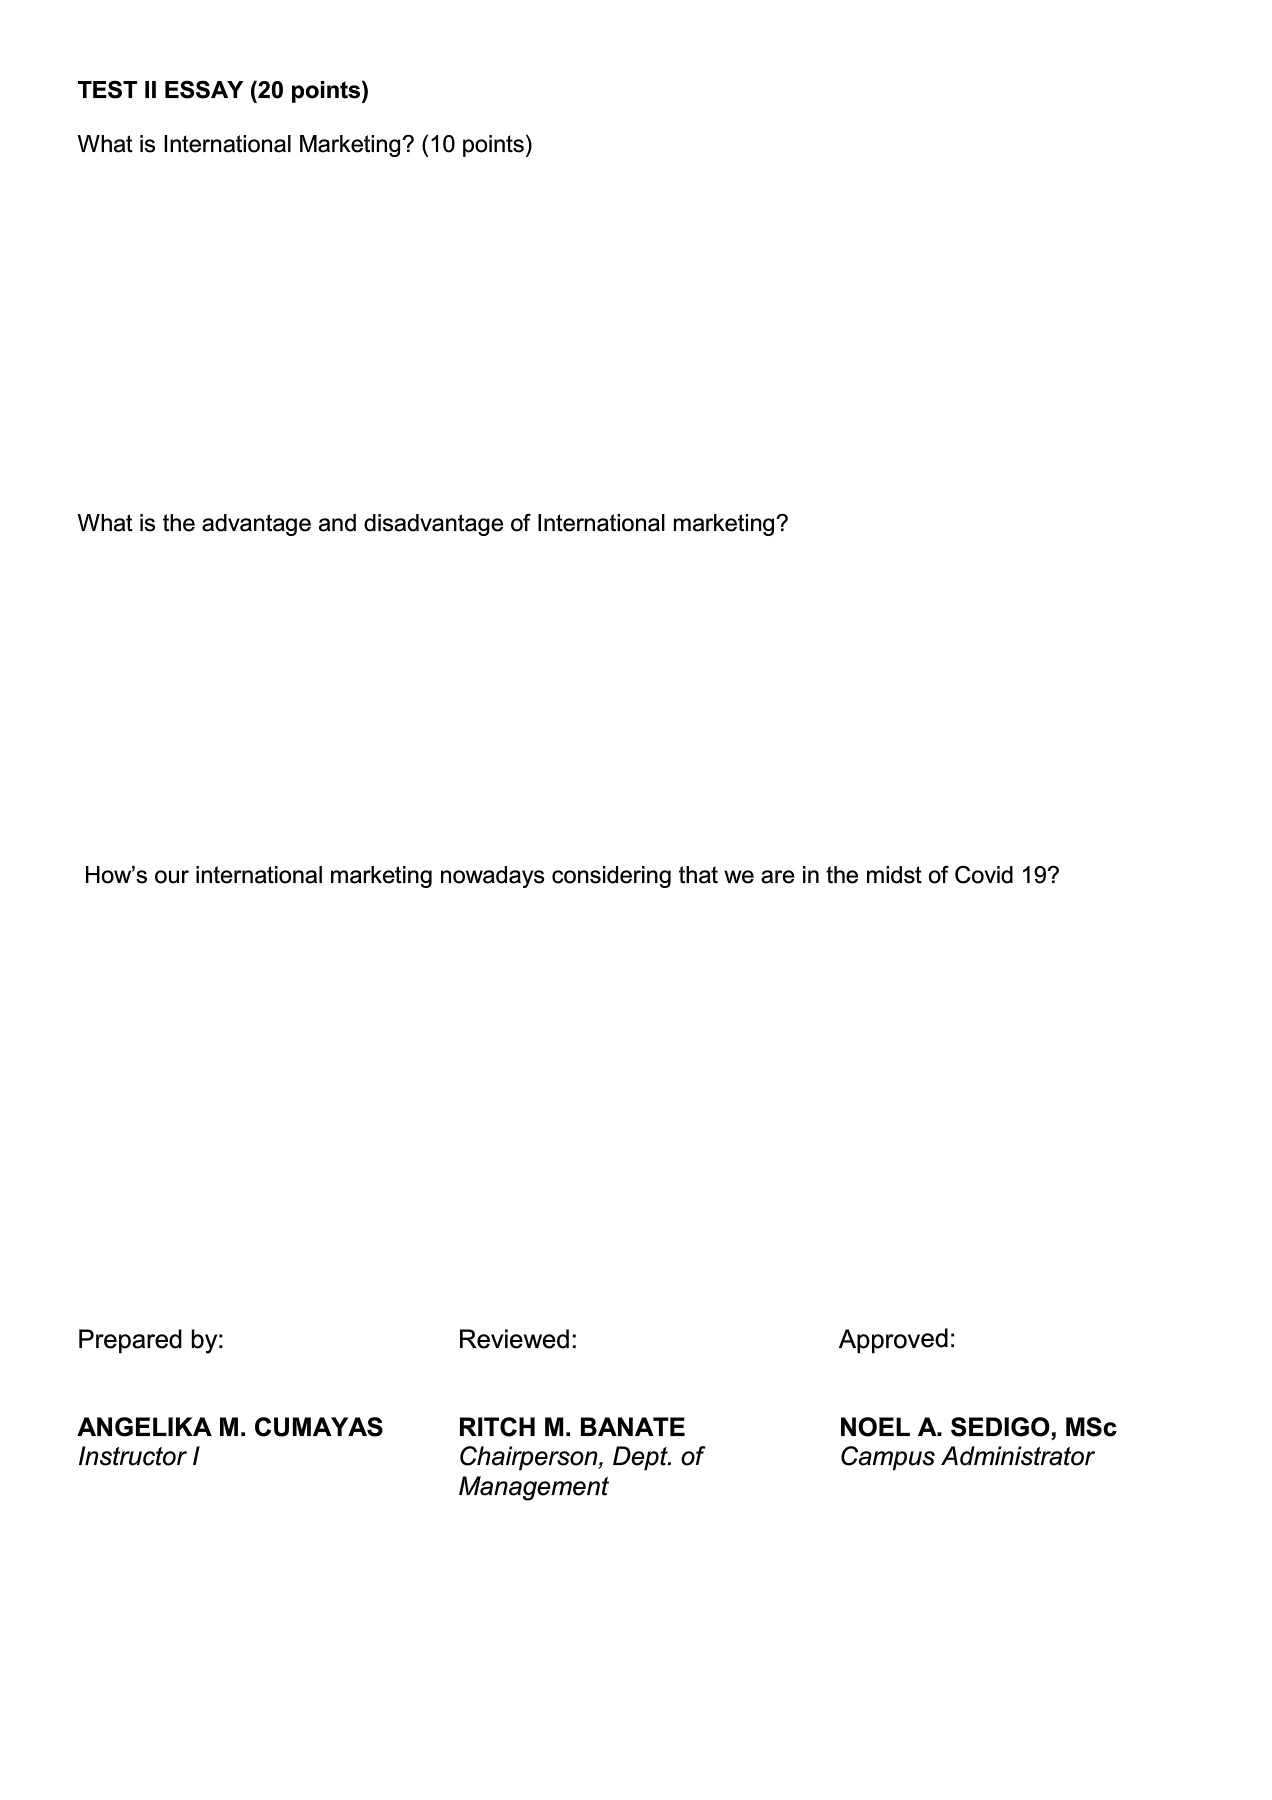 TEST II ESSAY (20 points)
What is International Marketing? (10 points)
What is the advantage and disadvantage of International marketing?
How’s our international marketing nowadays considering that we are in the midst of Covid 19?
Prepared by:
Reviewed:
Approved:
ANGELIKA M. CUMAYAS
RITCH M. BANATE
NOEL A. SEDIGO, MSc
Instructor I
Chairperson, Dept. of
Campus Administrator
Management